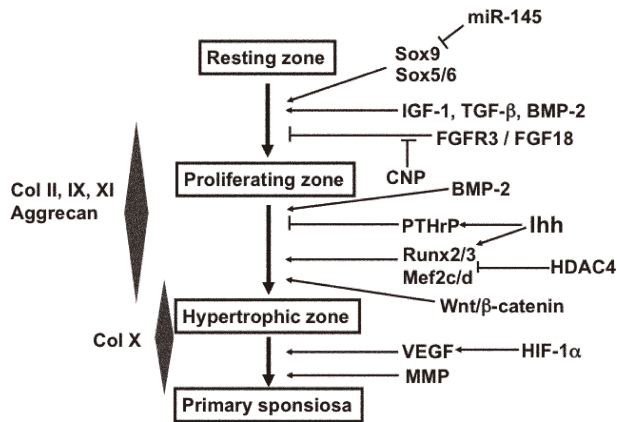 miR-145
Resting zone
Sox9
Sox5/6
IGF-1, TGF-β, BMP-2
FGFR3 / FGF18
CNP
Proliferating zone
Col II, IX, XI
Aggrecan
BMP-2
PTHrP
Ihh
Runx2/3
Mef2c/d
HDAC4
Wnt/β-catenin
Hypertrophic zone
Col X
VEGF
HIF-1α
MMP
Primary sponsiosa